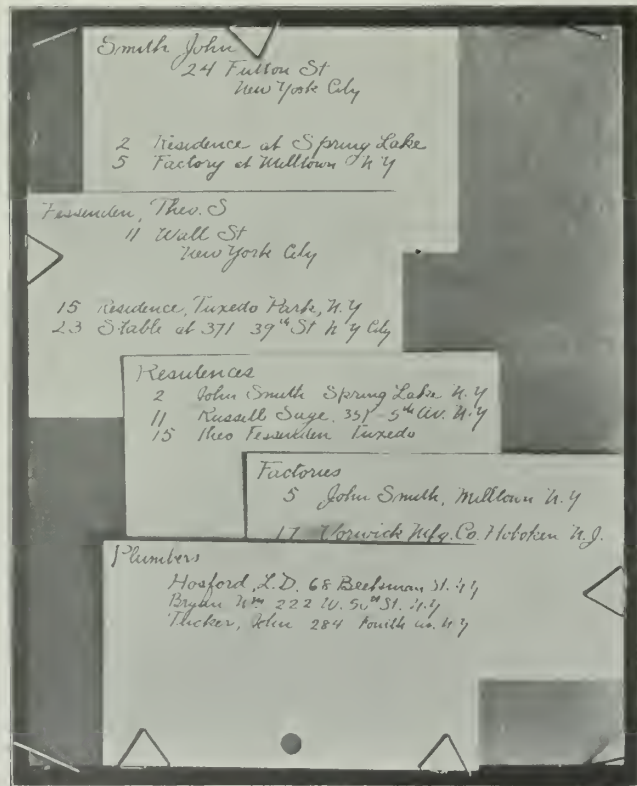 Smith John
24 Fulton St
New York City
2 Residence at Spring Lake
5 Factory at Milltown N Y
Fessenden, Theo. S
11 Wall St
New York City
15 Residence, Tuxedo Park, N.Y
23 Stable at 371 39th St N Y City
Residences
2 John Smith Spring Lake N.Y
11 Russell Sage, 351 - 5th Av. N.Y
15 Theo Fessenden Tuxedo
Factories
5 John Smith, Milltown N.Y
17 Vorwick Mfg. Co. Hoboken N.J.
Plumbers
Hosford, L.D. 68 Beekman St. N Y
Bryan Wm 222 W. 50th St. N.Y
Thicker, John 284 Fourth av. N Y